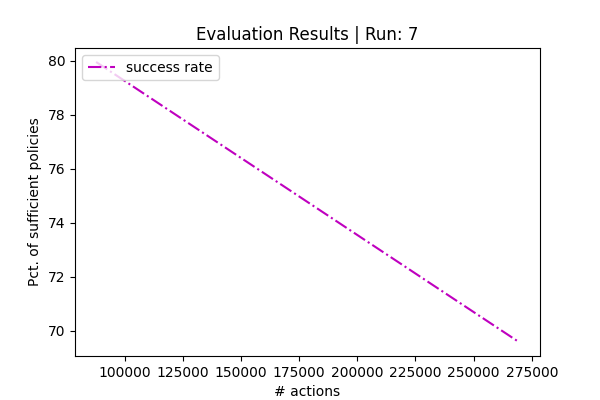 Evaluation Results | Run: 7
success rate
Pct. of sufficient policies
80
78
76
74
72
70
100000 125000 150000 175000 200000 225000 250000 275000
# actions